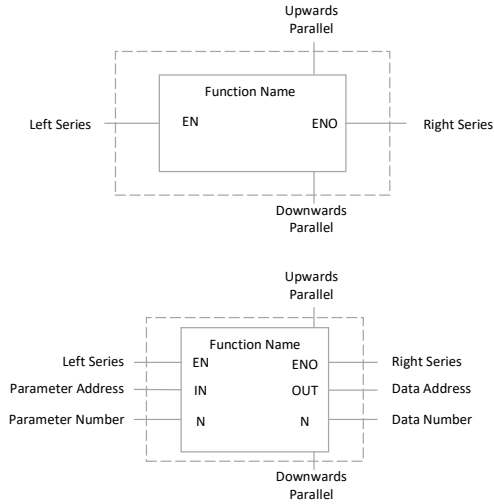 Upwards
Parallel
Function Name
Left Series
EN
ENO
Right Series
Downwards
Parallel
Upwards
Parallel
Function Name
Left Series
EN
ENO
Right Series
Parameter Address
IN
OUT
Data Address
Parameter Number
N
N
Data Number
Downwards
Parallel